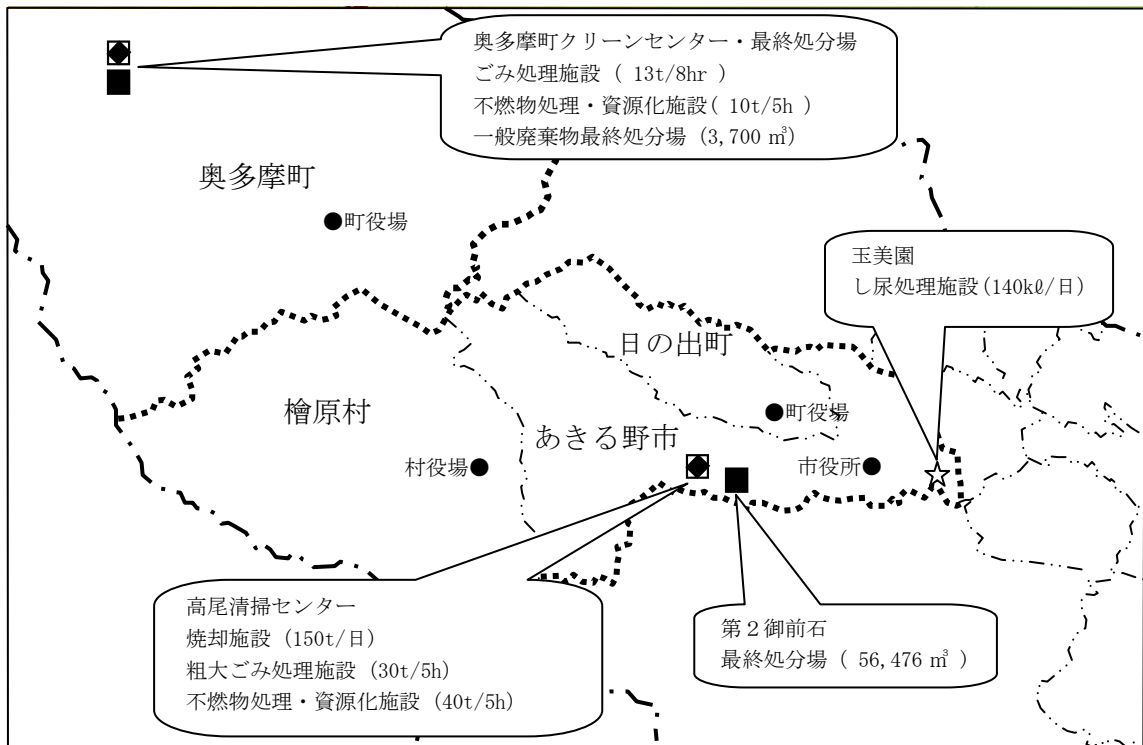 奥多摩町クリーンセンター・最終処分場
ごみ処理施設（ 13t/8hr ）
不燃物処理・資源化施設( 10t/5h ）
一般廃棄物最終処分場（3,700 ㎥）
奥多摩町
●町役場
玉美園
し尿処理施設(140kℓ/日)
日の出町
檜原村
●町役場
あきる野市
村役場●
市役所●
高尾清掃センター
焼却施設（150t/日）
粗大ごみ処理施設（30t/5h）
不燃物処理・資源化施設（40t/5h）
第２御前石
最終処分場（ 56,476 ㎥ ）